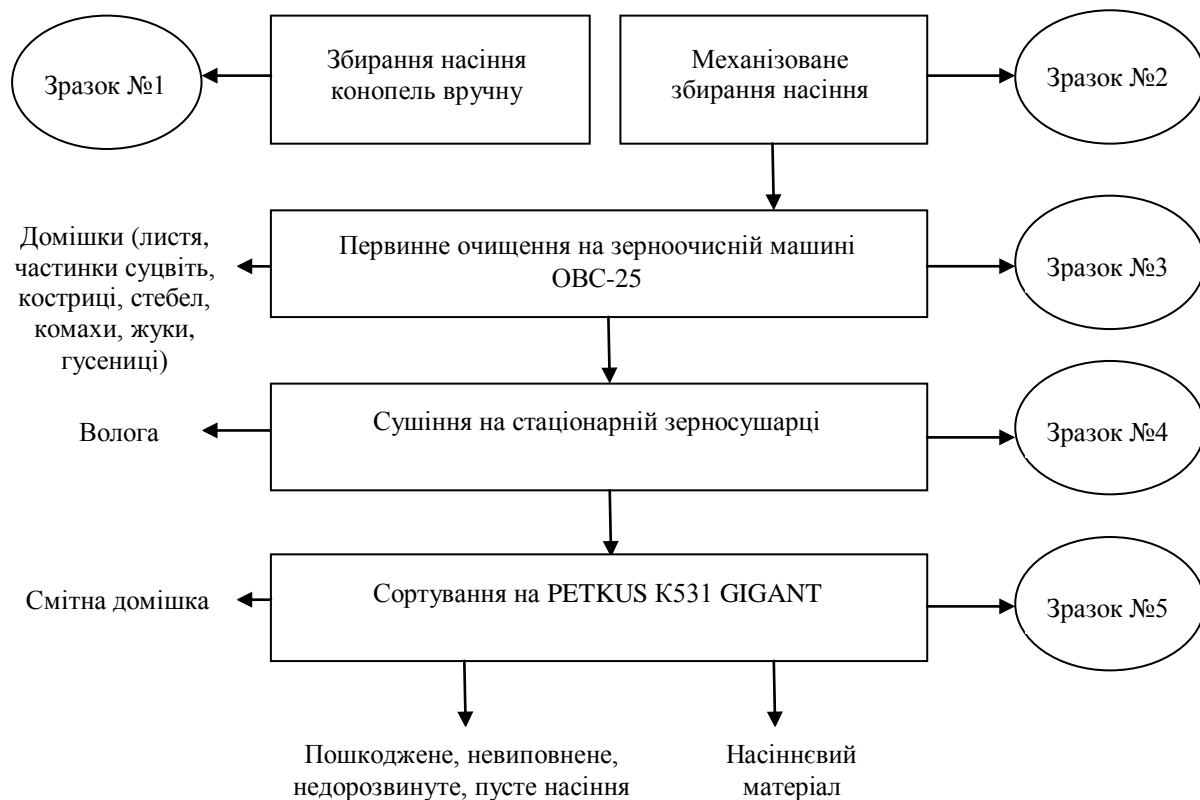 Зразок №1
Збирання насіння
конопель вручну
Механізоване
збирання насіння
Зразок №2
Домішки (листя,
частинки суцвіть,
костриці, стебел,
комахи, жуки,
гусениці)
Первинне очищення на зерноочисній машині
ОВС-25
Зразок №3
Волога
Сушіння на стаціонарній зерносушарці
Зразок №4
Смітна домішка
Сортування на PETKUS К531 GIGANT
Зразок №5
Пошкоджене, невиповнене,
недорозвинуте, пусте насіння
Насіннєвий
матеріал